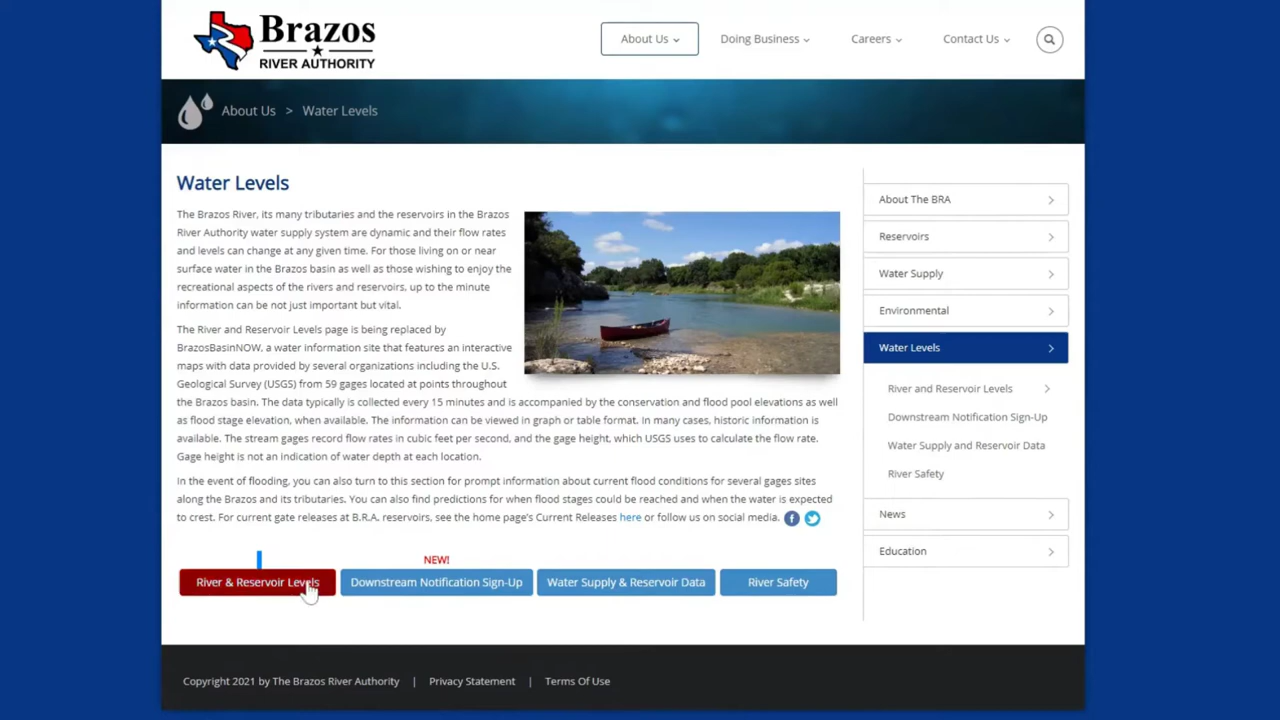 Brazos
RIVER AUTHORITY
About Us
Doing Business
Careers
Contact Us
About Us > Water Levels
Water Levels
The Brazos River, its many tributaries and the reservoirs in the Brazos
River Authority water supply system are dynamic and their flow rates
and levels can change at any given time. For those living on or near
surface water in the Brazos basin as well as those wishing to enjoy the
recreational aspects of the rivers and reservoirs, up to the minute
information can be not just important but vital.
The River and Reservoir Levels page is being replaced by
BrazosBasinNOW, a water information site that features an interactive
maps with data provided by several organizations including the U.S.
Geological Survey (USGS) from 59 gages located at points throughout
the Brazos basin. The data typically is collected every 15 minutes and is accompanied by the conservation and flood pool elevations as well
as flood stage elevation, when available. The information can be viewed in graph or table format. In many cases, historic information is
available. The stream gages record flow rates in cubic feet per second, and the gage height, which USGS uses to calculate the flow rate.
Gage height is not an indication of water depth at each location.
In the event of flooding, you can also turn to this section for prompt information about current flood conditions for several gages sites
along the Brazos and its tributaries. You can also find predictions for when flood stages could be reached and when the water is expected
to crest. For current gate releases at B.R.A. reservoirs, see the home page's Current Releases here or follow us on social media.
NEW!
River & Reservoir Levels
Downstream Notification Sign-Up
Water Supply & Reservoir Data
River Safety
About The BRA
Reservoirs
Water Supply
Environmental
Water Levels
River and Reservoir Levels
Downstream Notification Sign-Up
Water Supply and Reservoir Data
River Safety
News
Education
Copyright 2021 by The Brazos River Authority | Privacy Statement | Terms Of Use